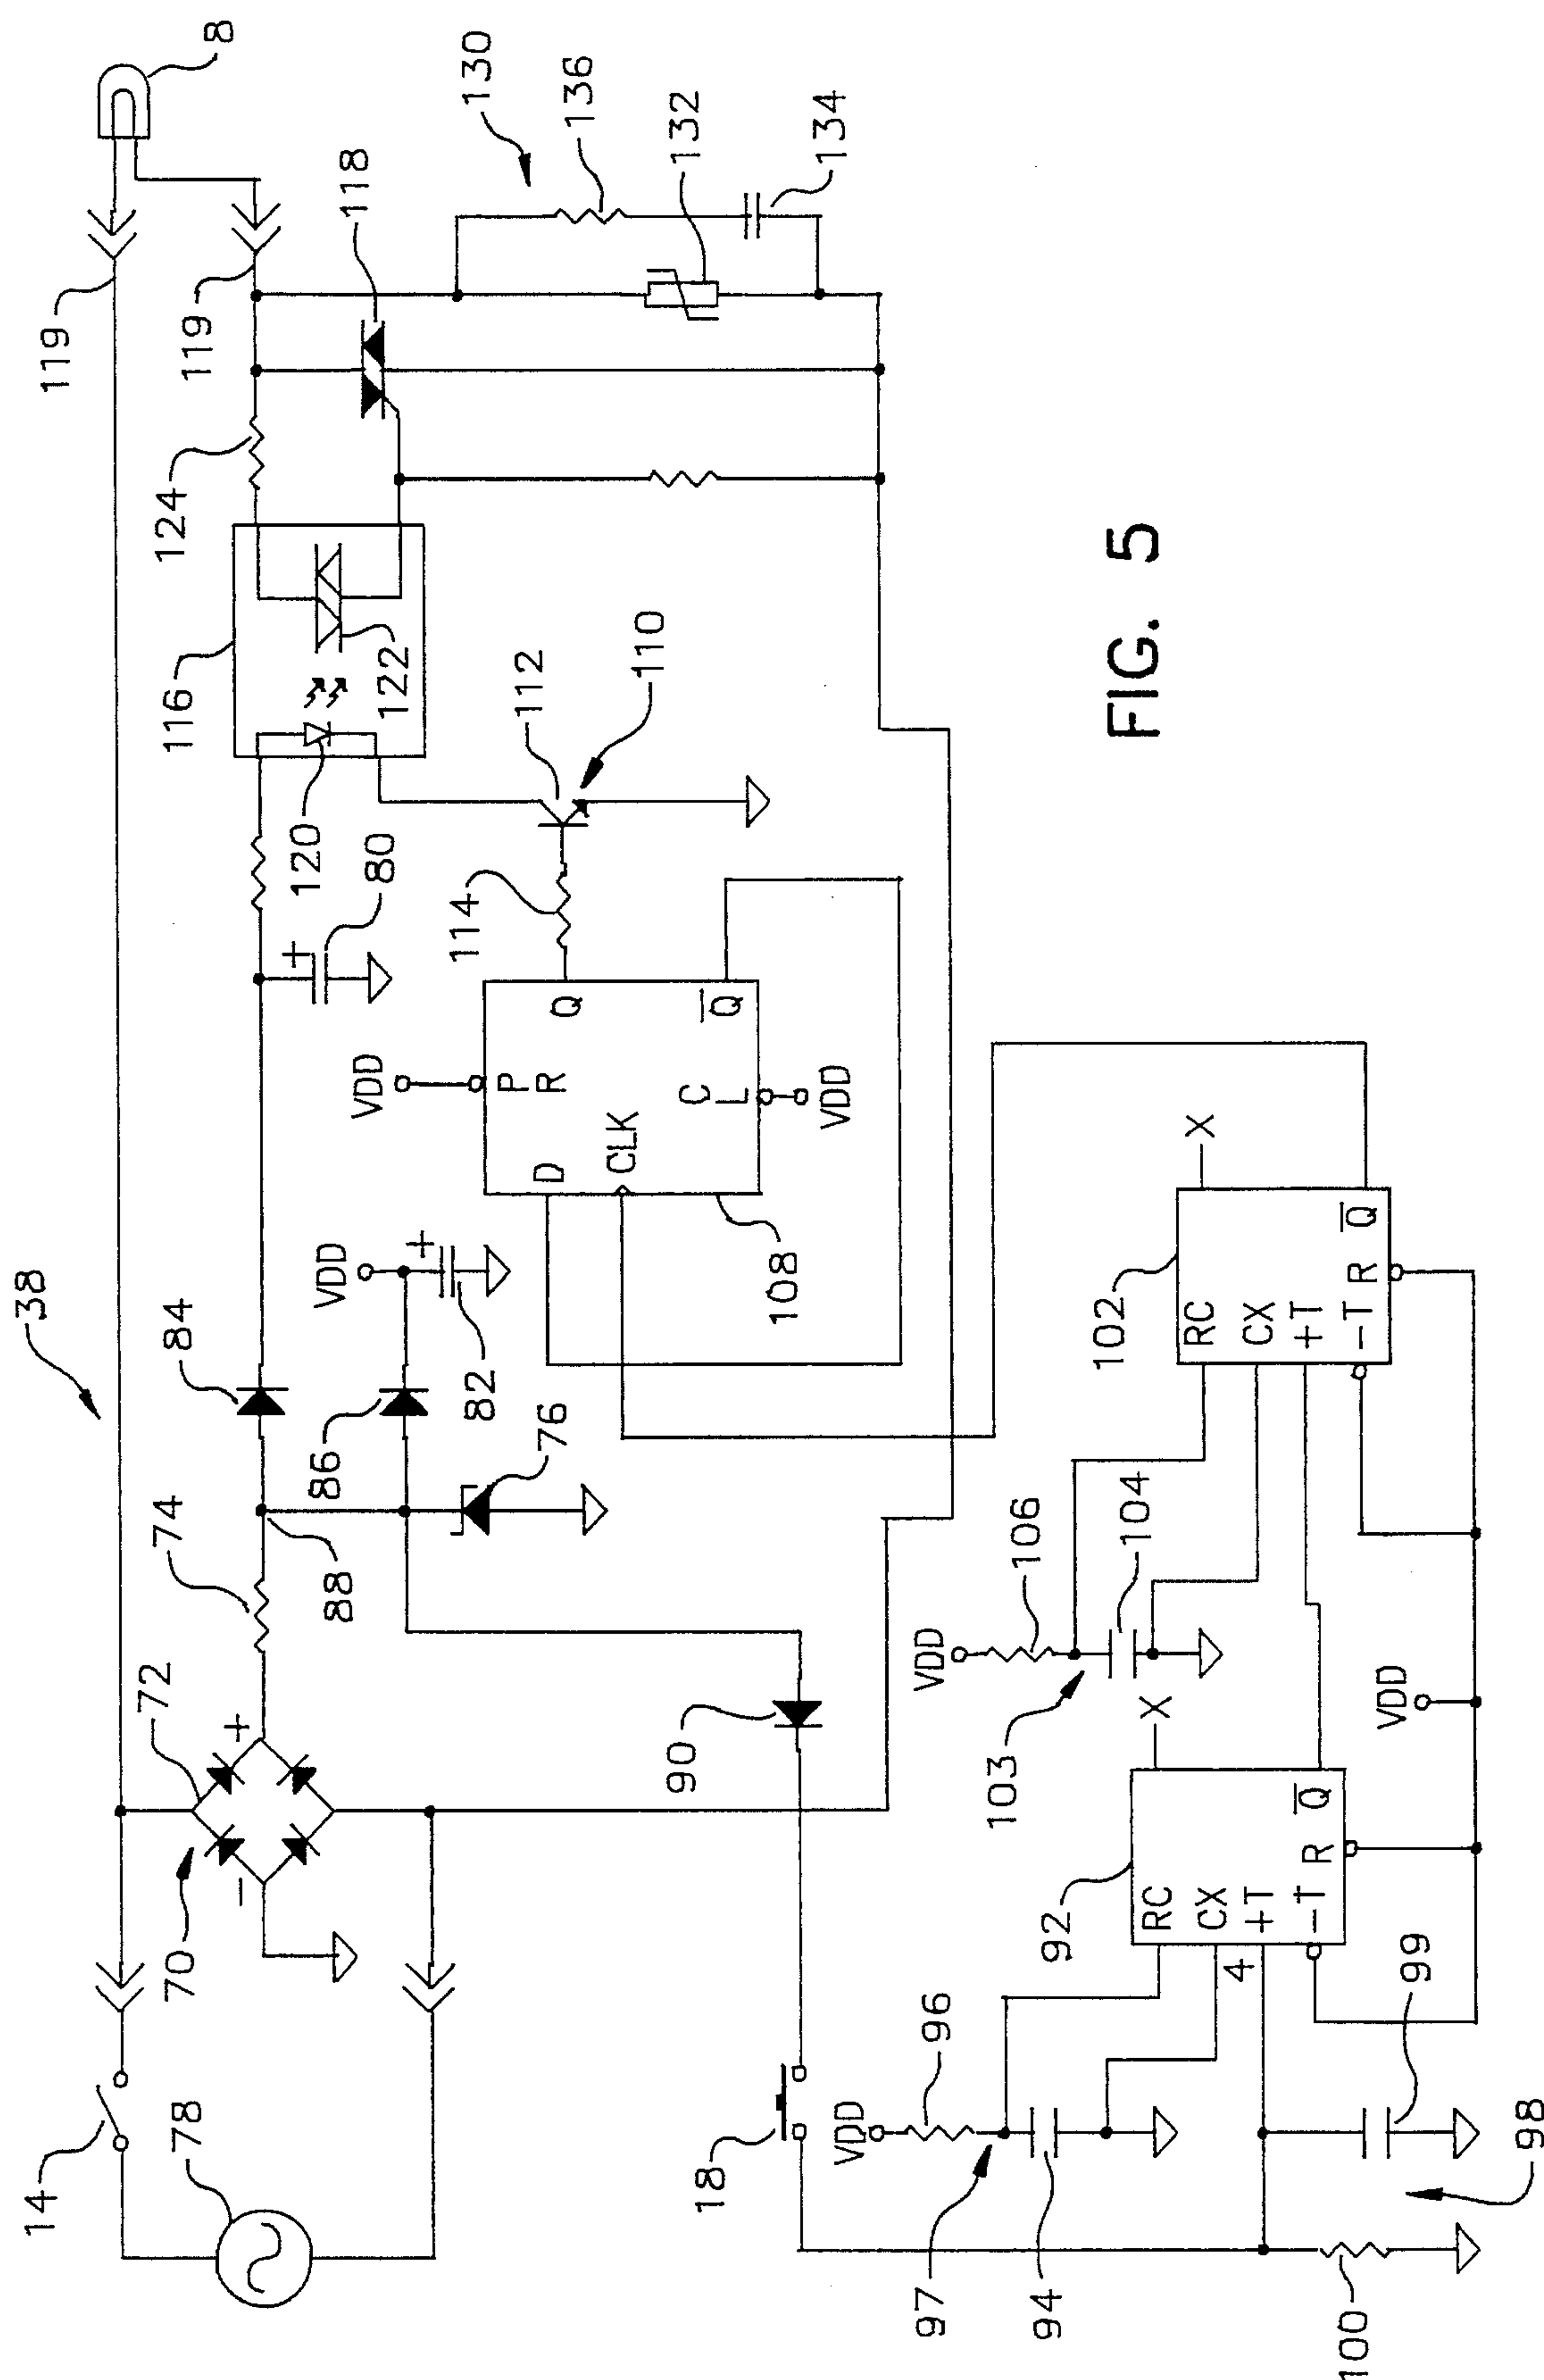 FIG. 5
38
14
78
70
72
-
+
74
88
84
86
76
VDD
82
+
80
+
120
116
122
124
119
119
8
118
130
136
132
134
112
110
114
108
VDD
P
R
Q
Q̅
D
CLK
C
L
VDD
90
18
VDD
96
97
94
100
98
99
92
RC
CX
4
+T
-T
R
Q̅
X
VDD
VDD
106
103
104
102
RC
CX
+T
-T
R
Q̅
X